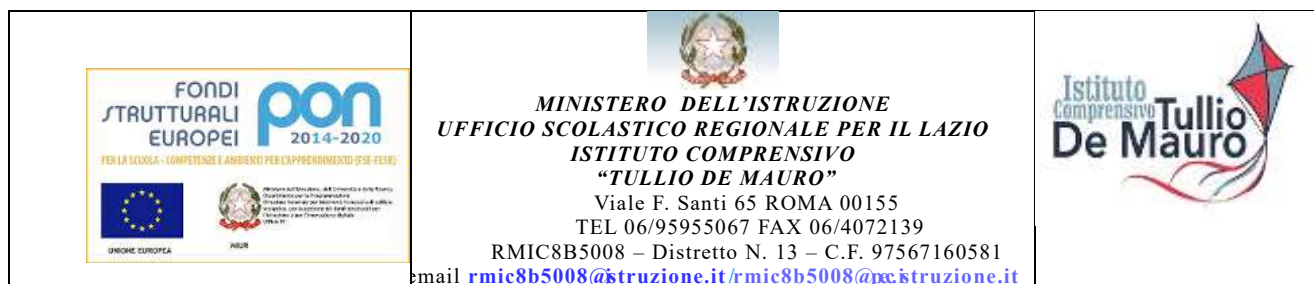 FONDI
STRUTTURALI
EUROPEI
pon
2014-2020
PER LA SCUOLA - COMPETENZE E AMBIENTI PER L'APPRENDIMENTO (FSE-FESR)
UNIONE EUROPEA
MIUR
MINISTERO DELL'ISTRUZIONE
UFFICIO SCOLASTICO REGIONALE PER IL LAZIO
ISTITUTO COMPRENSIVO
“TULLIO DE MAURO”
Viale F. Santi 65 ROMA 00155
TEL 06/95955067 FAX 06/4072139
RMIC8B5008 – Distretto N. 13 – C.F. 97567160581
email rmic8b5008@istruzione.it/rmic8b5008@pec.istruzione.it
Istituto
Comprensivo Tullio
De Mauro